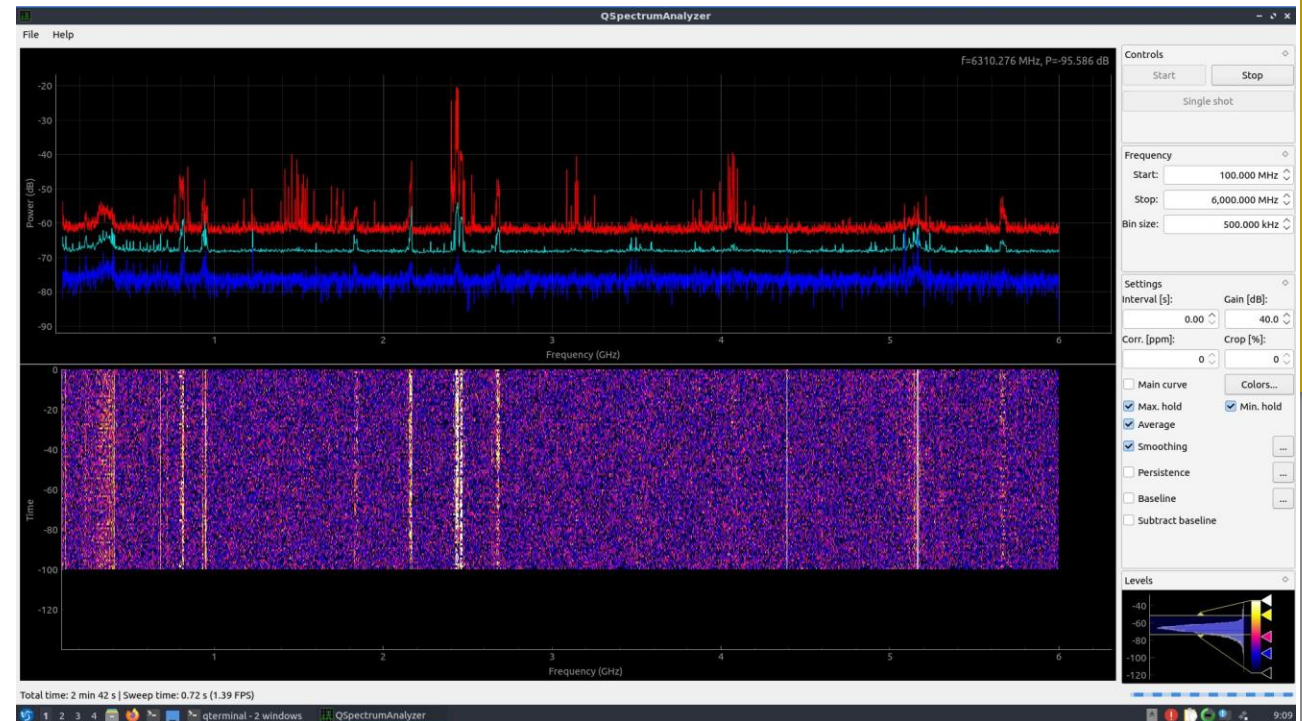 QSpectrumAnalyzer
File Help
f=6310.276 MHz, P=-95.586 dB
-20
-30
-40
-50
-60
-70
-80
-90
Power (dB)
1 2 3 4 5 6
Frequency (GHz)
0
-20
-40
-60
-80
-100
-120
Time
1 2 3 4 5 6
Frequency (GHz)
Controls
Start Stop
Single shot
Frequency
Start: 100.000 MHz
Stop: 6,000.000 MHz
Bin size: 500.000 kHz
Settings
Interval [s]: Gain [dB]:
0.00 40.0
Corr. [ppm]: Crop [%]:
0 0
Main curve Colors...
Max. hold Min. hold
Average
Smoothing ...
Persistence ...
Baseline ...
Subtract baseline
Levels
-40
-60
-80
-100
-120
Total time: 2 min 42 s | Sweep time: 0.72 s (1.39 FPS)
1 2 3 4 qterminal - 2 windows QSpectrumAnalyzer 9:09